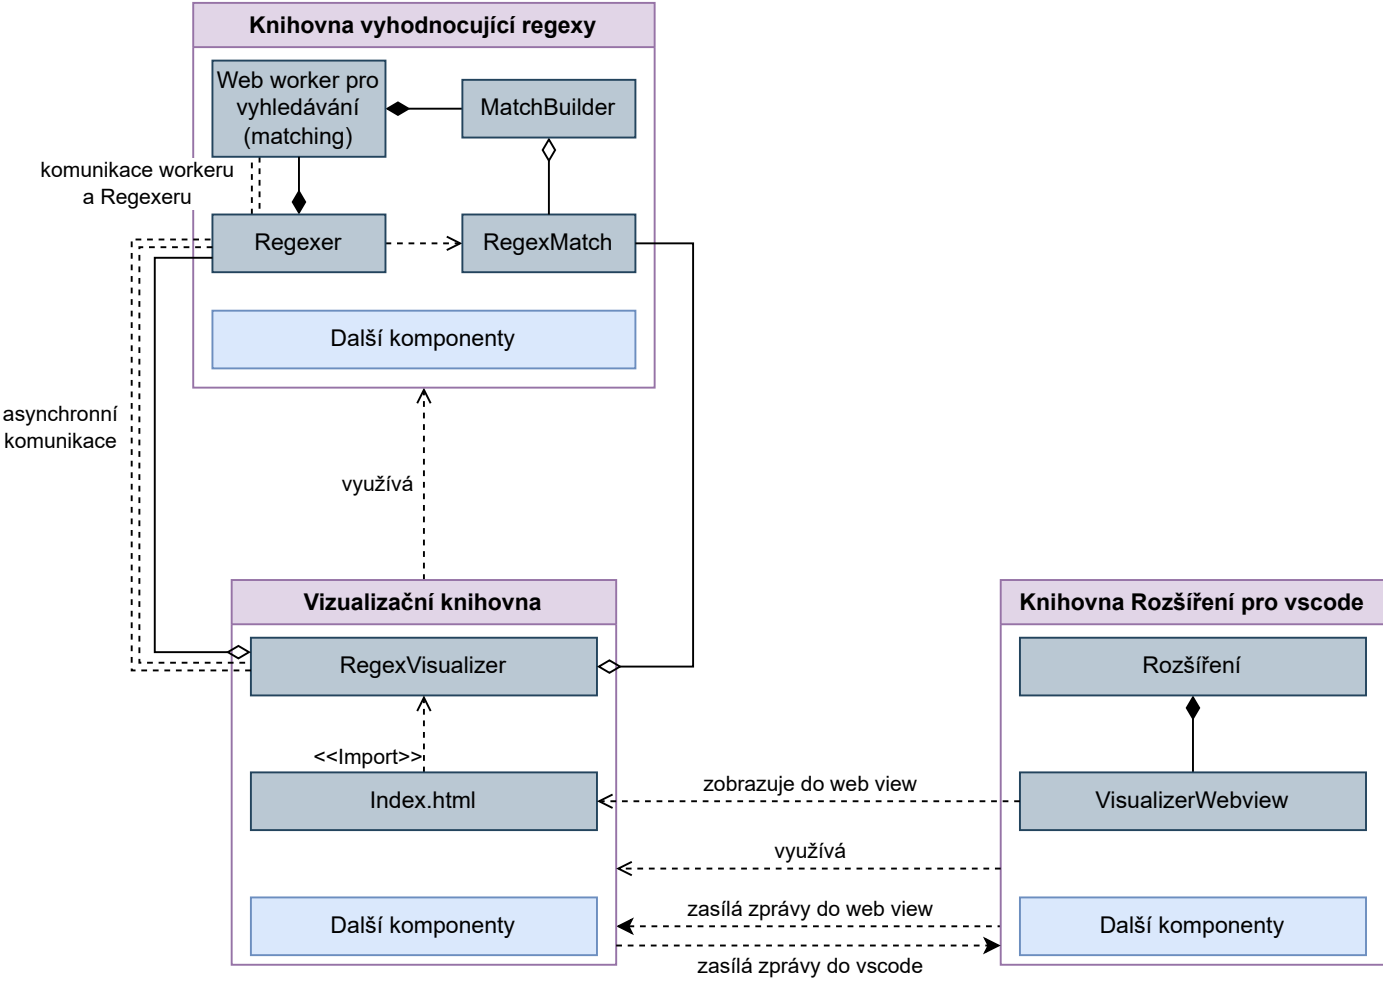 Knihovna vyhodnocující regexy
Web worker pro
vyhledávání
(matching)
MatchBuilder
komunikace workeru
a Regexeru
Regexer
RegexMatch
Další komponenty
asynchronní
komunikace
využívá
Vizualizační knihovna
RegexVisualizer
<<Import>>
Index.html
Další komponenty
Knihovna Rozšíření pro vscode
Rozšíření
zobrazuje do web view
VisualizerWebview
využívá
zasílá zprávy do web view
zasílá zprávy do vscode
Další komponenty